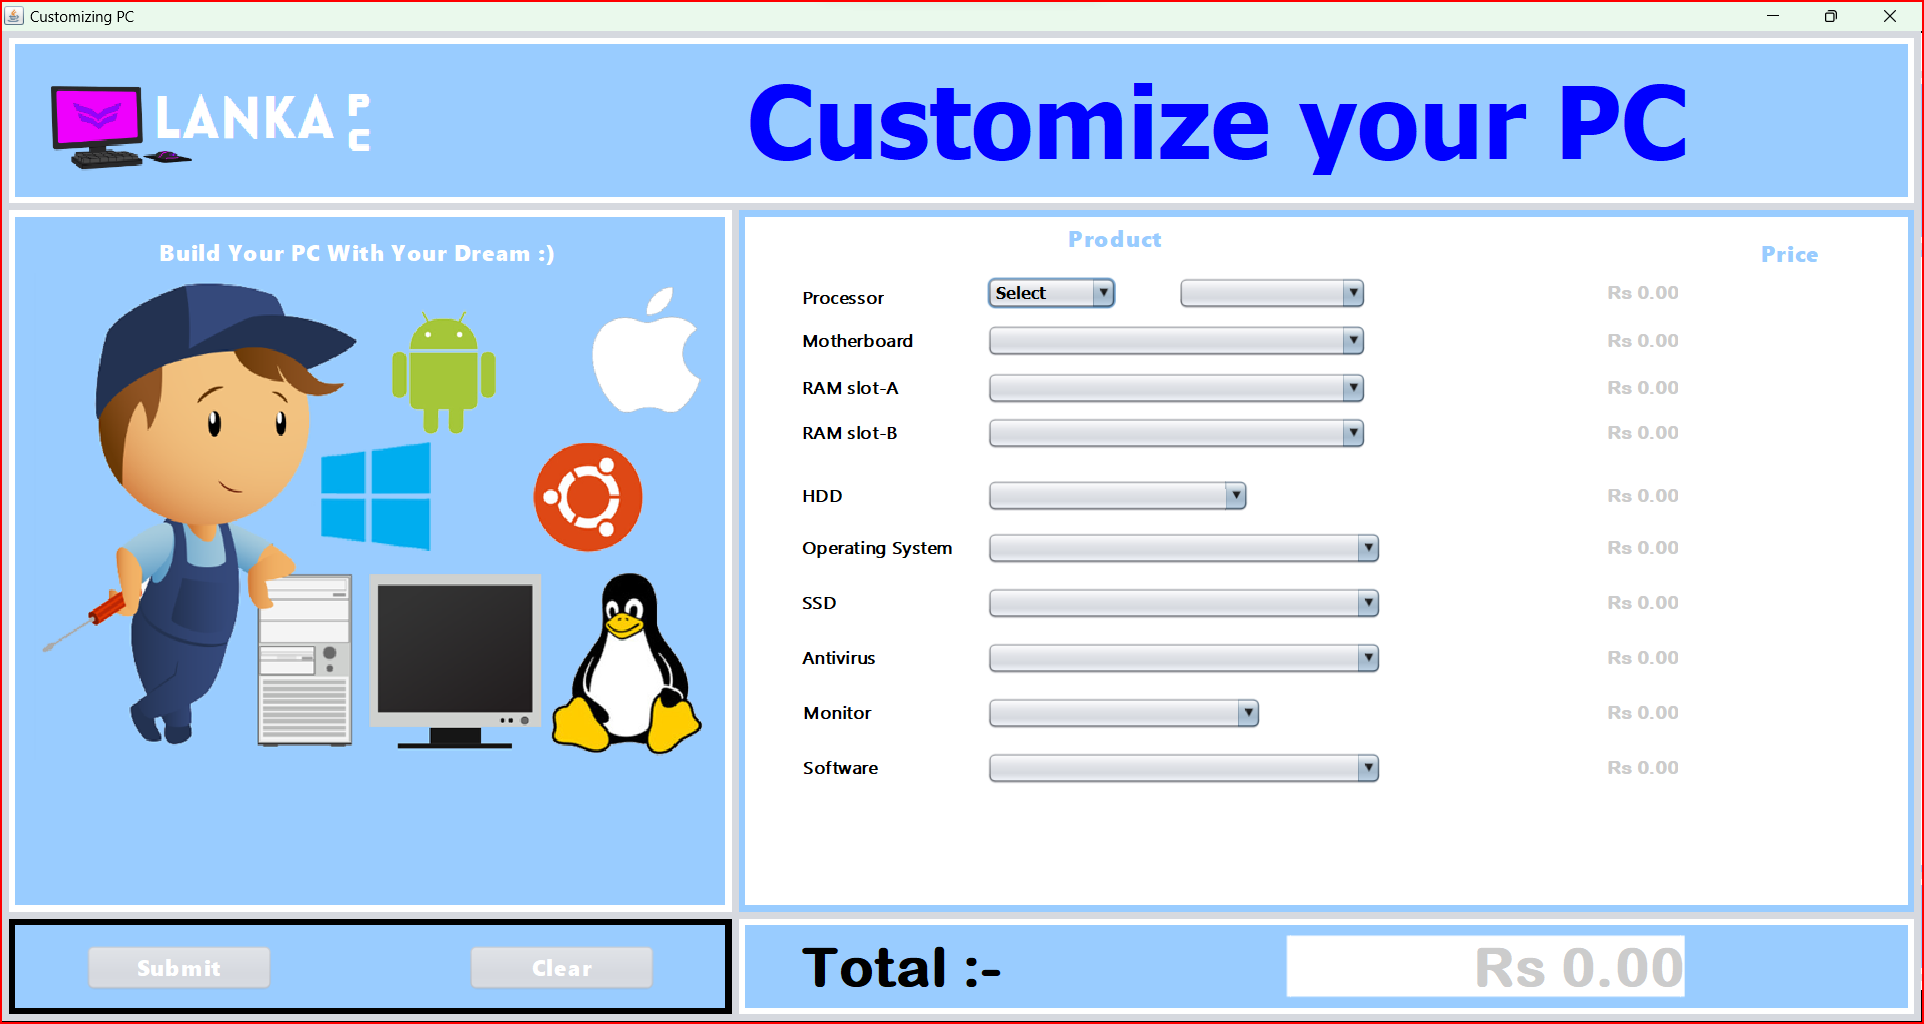 Customizing PC
LANKA PC
Customize your PC
Build Your PC With Your Dream :)
Product
Price
Processor Select Rs 0.00
Motherboard Rs 0.00
RAM slot-A Rs 0.00
RAM slot-B Rs 0.00
HDD Rs 0.00
Operating System Rs 0.00
SSD Rs 0.00
Antivirus Rs 0.00
Monitor Rs 0.00
Software Rs 0.00
Submit Clear
Total :- Rs 0.00